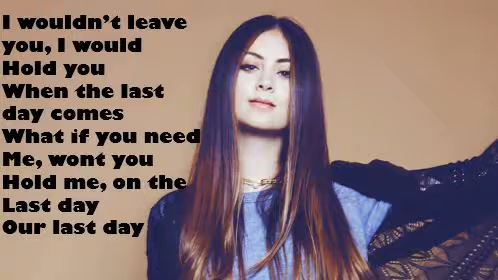 I wouldn't leave
you, I would
Hold you
When the last
day comes
What if you need
Me, wont you
Hold me, on the
Last day
Our last day